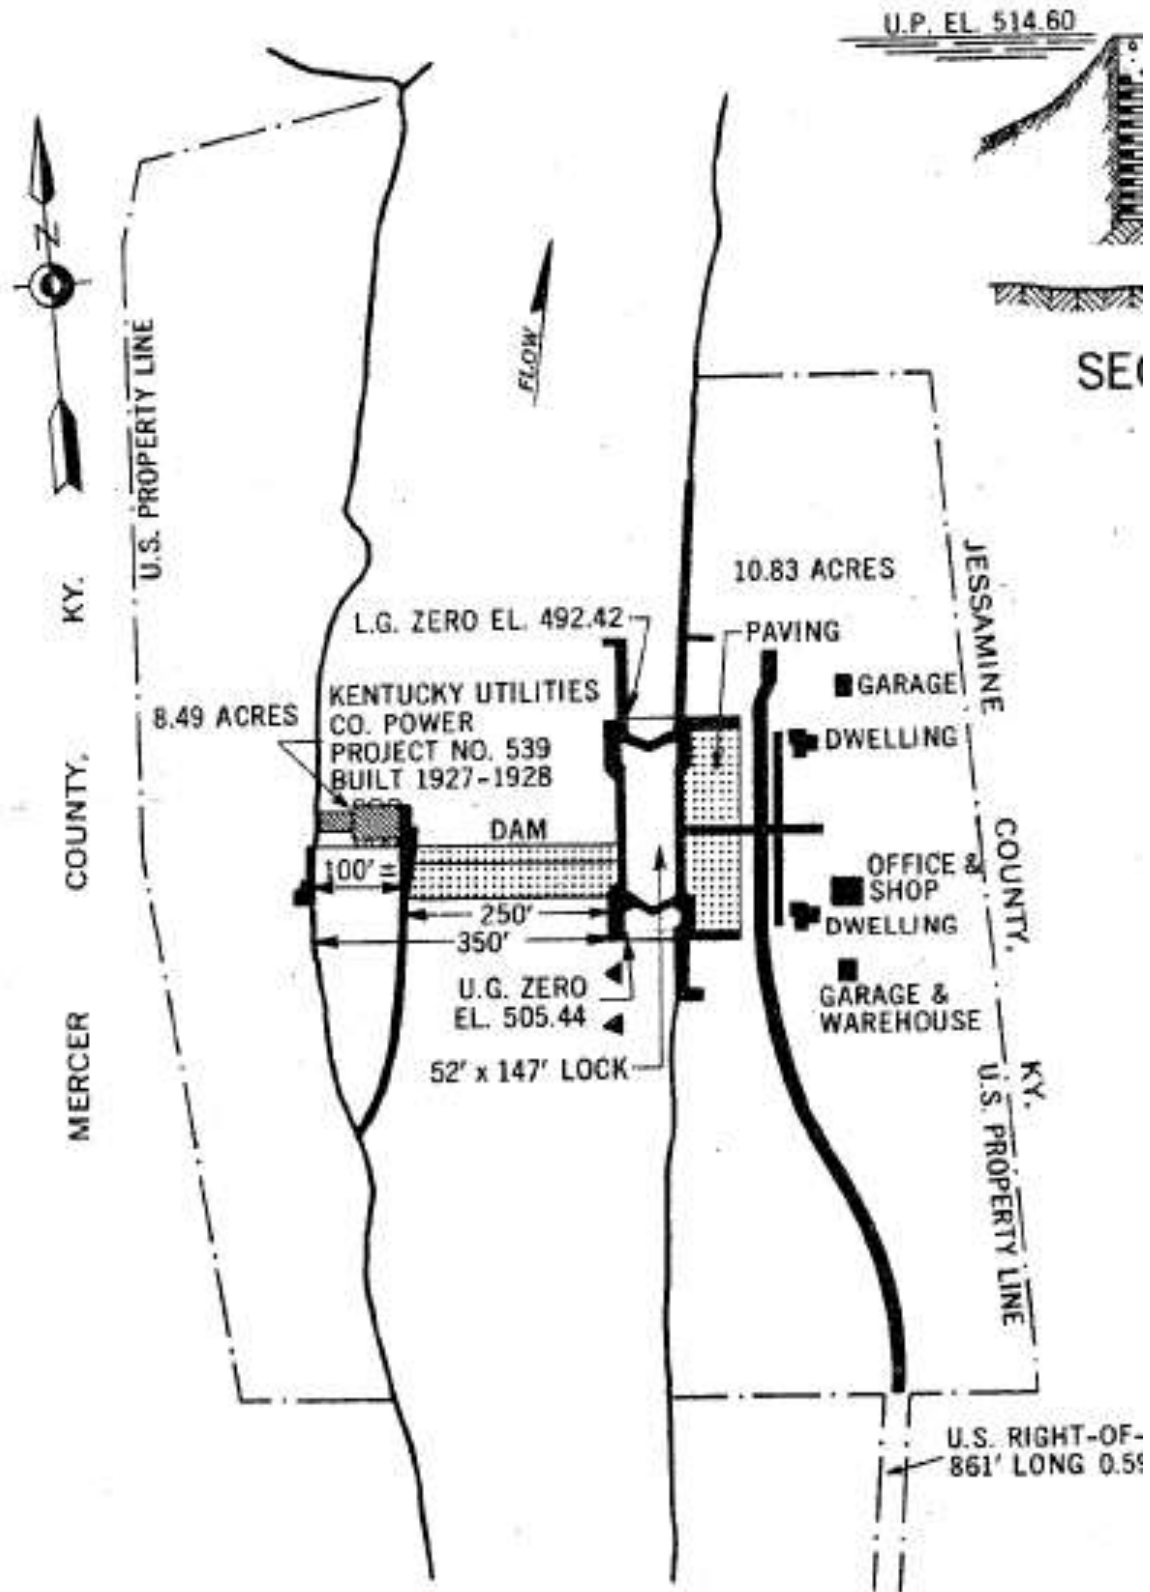 U.P. EL. 514.60
N
FLOW
U.S. PROPERTY LINE
MERCER COUNTY, KY.
L.G. ZERO EL. 492.42
10.83 ACRES
PAVING
KENTUCKY UTILITIES
CO. POWER
PROJECT NO. 539
BUILT 1927-1928
8.49 ACRES
DAM
100' ±
250'
350'
U.G. ZERO
EL. 505.44
52' x 147' LOCK
GARAGE
DWELLING
OFFICE &
SHOP
DWELLING
GARAGE &
WAREHOUSE
JESSAMINE COUNTY, KY.
U.S. PROPERTY LINE
U.S. RIGHT-OF-
861' LONG 0.59